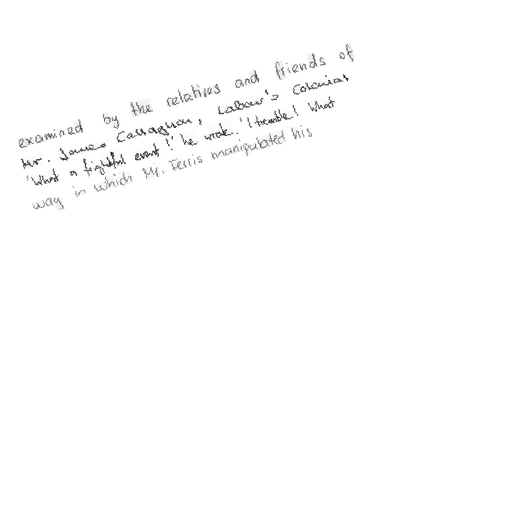 examined by the relatives and friends of
Mr. James Callaghan, Labour's Colonial
'What a frightful event!' he wrote. 'I tremble! What
way in which Mr. Ferris manipulated his